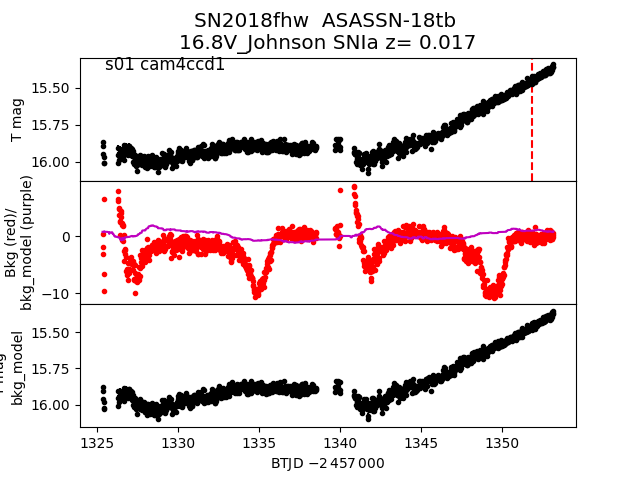 SN2018fhw ASASSN-18tb
16.8V_Johnson SNIa z= 0.017
s01 cam4ccd1
T mag
15.50
15.75
16.00
Bkg (red)/
bkg_model (purple)
0
−10
bkg_model
15.50
15.75
16.00
1325 1330 1335 1340 1345 1350
BTJD −2 457 000